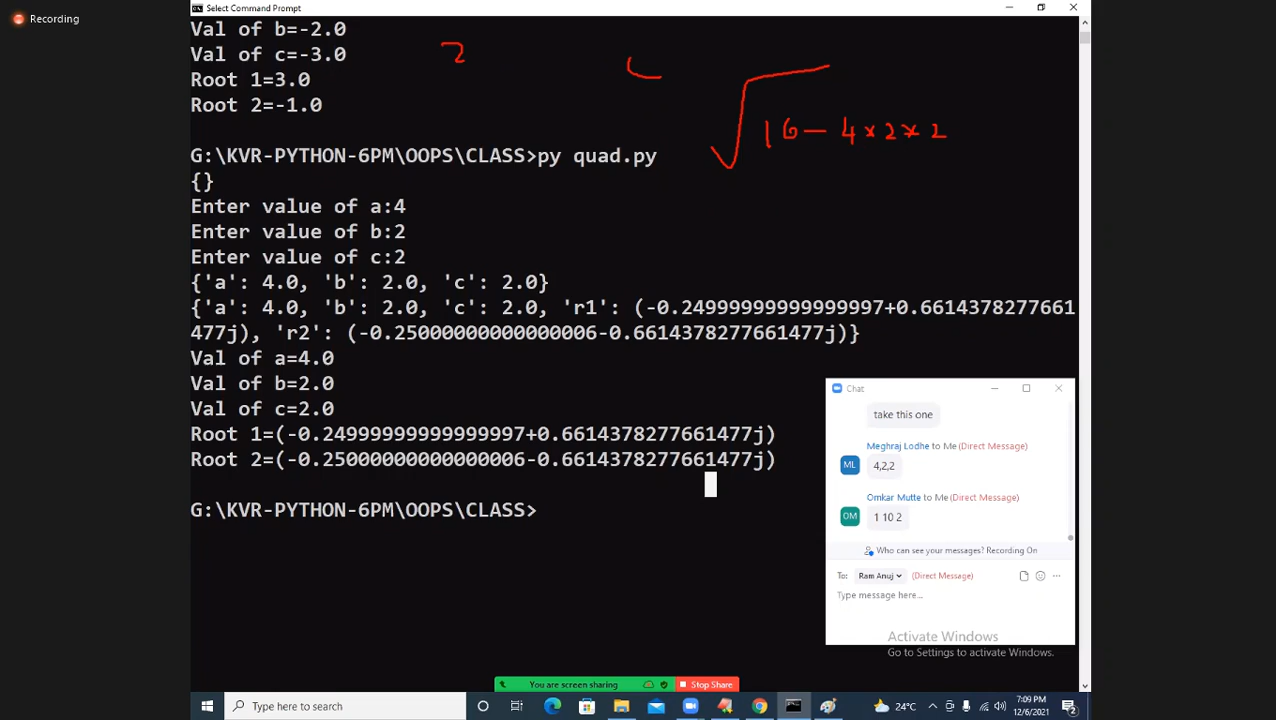 Recording
Select Command Prompt
Val of b=-2.0
Val of c=-3.0
Root 1=3.0
Root 2=-1.0
2
√16-4×2×2
G:\KVR-PYTHON-6PM\OOPS\CLASS>py quad.py
{}
Enter value of a:4
Enter value of b:2
Enter value of c:2
{'a': 4.0, 'b': 2.0, 'c': 2.0}
{'a': 4.0, 'b': 2.0, 'c': 2.0, 'r1': (-0.24999999999999997+0.6614378277661
477j), 'r2': (-0.25000000000000006-0.6614378277661477j)}
Val of a=4.0
Val of b=2.0
Val of c=2.0
Root 1=(-0.24999999999999997+0.6614378277661477j)
Root 2=(-0.25000000000000006-0.6614378277661477j)
G:\KVR-PYTHON-6PM\OOPS\CLASS>
Chat
take this one
Meghraj Lodhe to Me (Direct Message)
ML
4,2,2
Omkar Mutte to Me (Direct Message)
OM
1 10 2
Who can see your messages? Recording On
To: Ram Anuj (Direct Message)
Type message here...
Activate Windows
Go to Settings to activate Windows.
You are screen sharing
Stop Share
Type here to search
24°C
7:09 PM
12/6/2021
2